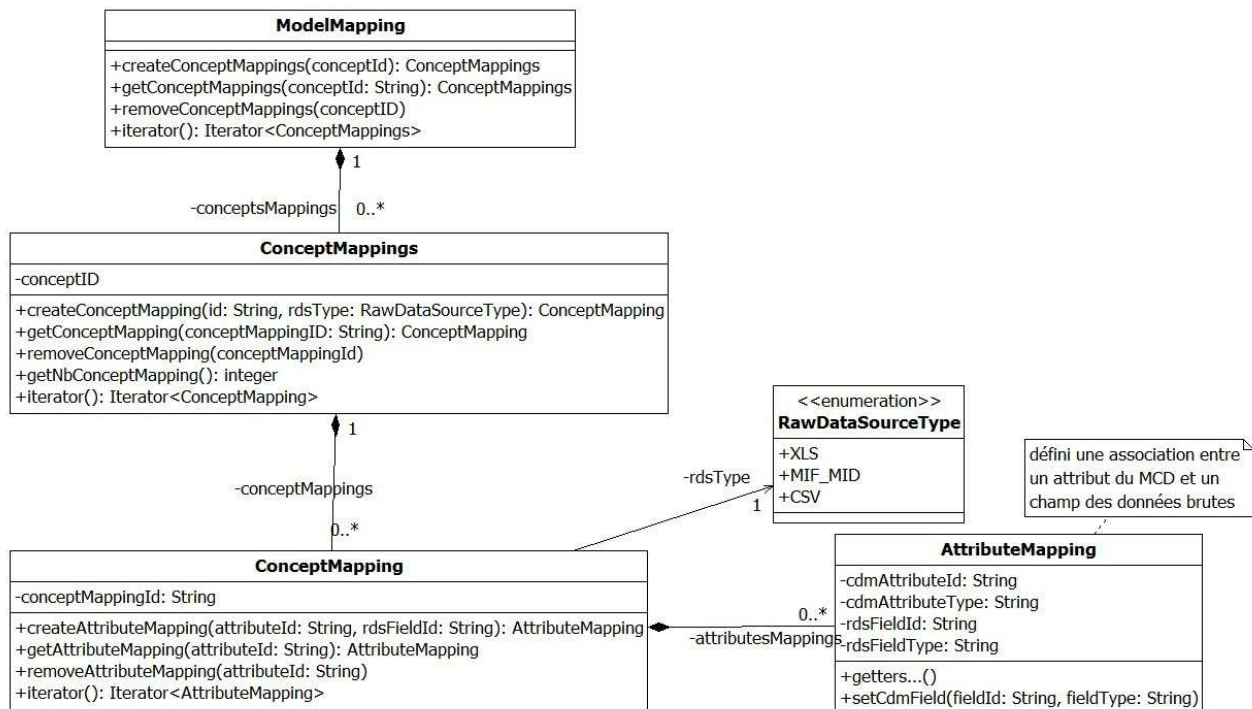 ModelMapping
+createConceptMappings(conceptId): ConceptMappings
+getConceptMappings(conceptId: String): ConceptMappings
+removeConceptMappings(conceptID)
+iterator(): Iterator<ConceptMappings>
1
-conceptsMappings
0..*
ConceptMappings
-conceptID
+createConceptMapping(id: String, rdsType: RawDataSourceType): ConceptMapping
+getConceptMapping(conceptMappingID: String): ConceptMapping
+removeConceptMapping(conceptMappingId)
+getNbConceptMapping(): integer
+iterator(): Iterator<ConceptMapping>
1
-conceptMappings
0..*
<<enumeration>>
RawDataSourceType
+XLS
+MIF_MID
+CSV
-rdsType
1
défini une association entre
un attribut du MCD et un
champ des données brutes
ConceptMapping
-conceptMappingId: String
+createAttributeMapping(attributeId: String, rdsFieldId: String): AttributeMapping
+getAttributeMapping(attributeId: String): AttributeMapping
+removeAttributeMapping(attributeId: String)
+iterator(): Iterator<AttributeMapping>
0..*
-attributesMappings
AttributeMapping
-cdmAttributeId: String
-cdmAttributeType: String
-rdsFieldId: String
-rdsFieldType: String
+getters...()
+setCdmField(fieldId: String, fieldType: String)